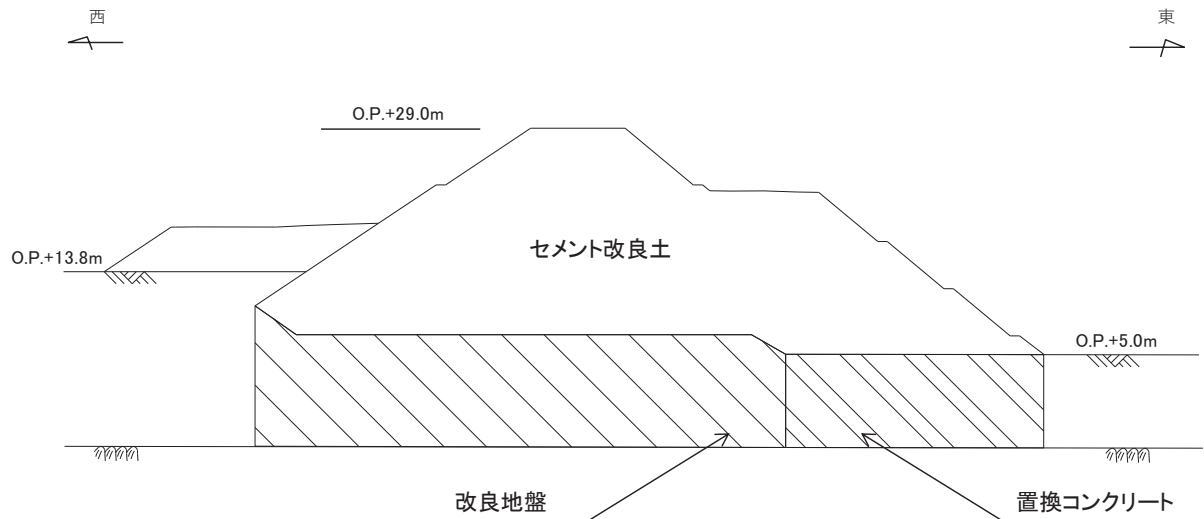 西
東
O.P.+29.0m
セメント改良土
O.P.+13.8m
O.P.+5.0m
改良地盤
置換コンクリート